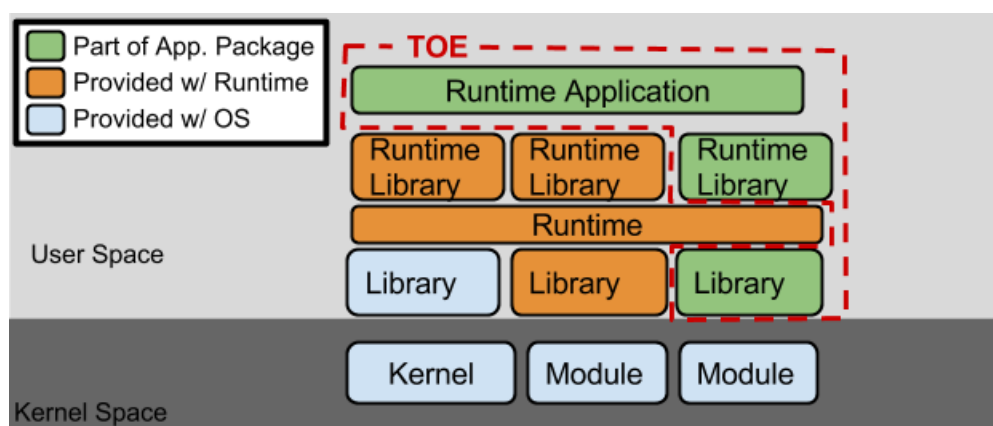 Part of App. Package
Provided w/ Runtime
Provided w/ OS
TOE
Runtime Application
Runtime
Library
Runtime
Library
Runtime
Library
Runtime
User Space
Library
Library
Library
Kernel
Module
Module
Kernel Space